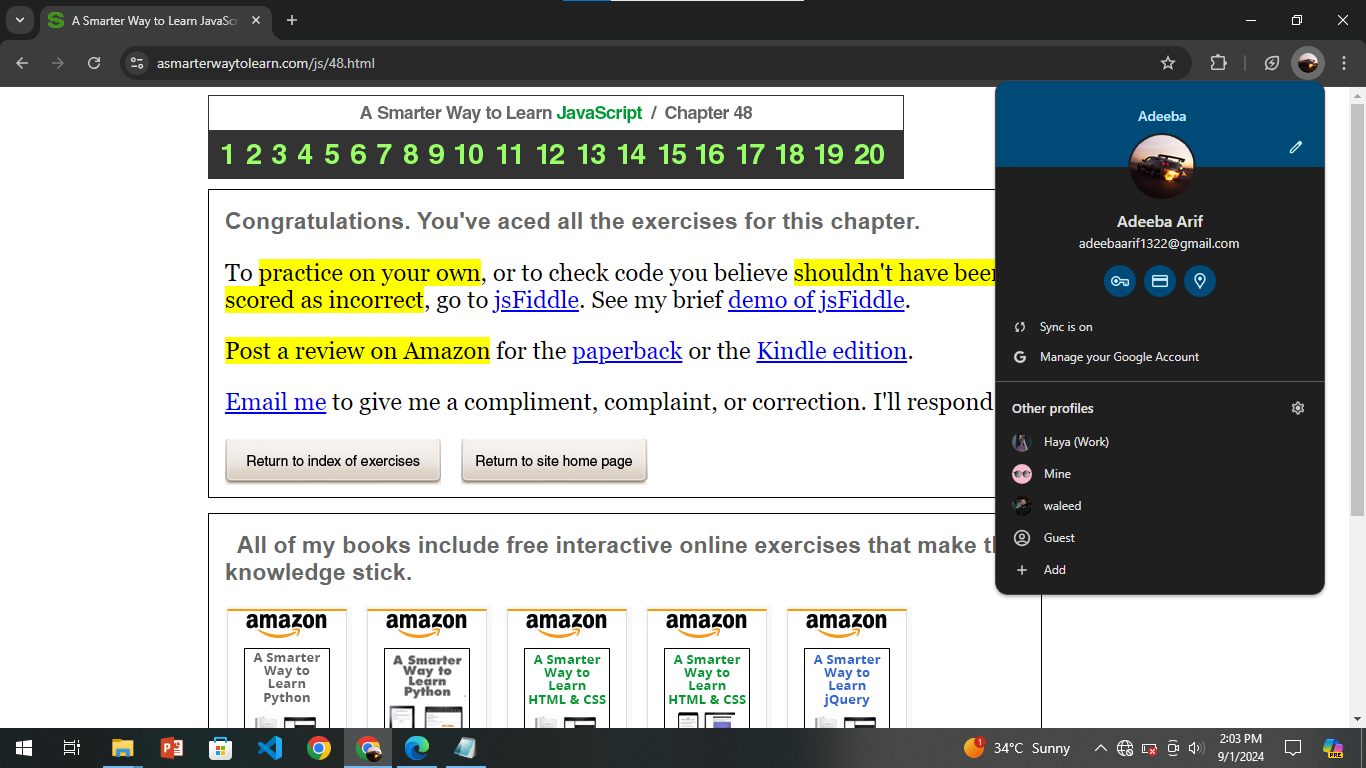 A Smarter Way to Learn JavaScr
asmarterwaytolearn.com/js/48.html
A Smarter Way to Learn JavaScript / Chapter 48
1 2 3 4 5 6 7 8 9 10 11 12 13 14 15 16 17 18 19 20
Congratulations. You've aced all the exercises for this chapter.
To practice on your own, or to check code you believe shouldn't have been
scored as incorrect, go to jsFiddle. See my brief demo of jsFiddle.
Post a review on Amazon for the paperback or the Kindle edition.
Email me to give me a compliment, complaint, or correction. I'll respond
Return to index of exercises
Return to site home page
All of my books include free interactive online exercises that make th
knowledge stick.
amazon
A Smarter
Way to
Learn
Python
amazon
A Smarter
Way to
Learn
Python
amazon
A Smarter
Way to
Learn
HTML & CSS
amazon
A Smarter
Way to
Learn
HTML & CSS
amazon
A Smarter
Way to
Learn
jQuery
Adeeba
Adeeba Arif
adeebaarif1322@gmail.com
Sync is on
Manage your Google Account
Other profiles
Haya (Work)
Mine
waleed
Guest
Add
1
34°C Sunny
2:03 PM
9/1/2024
PRE